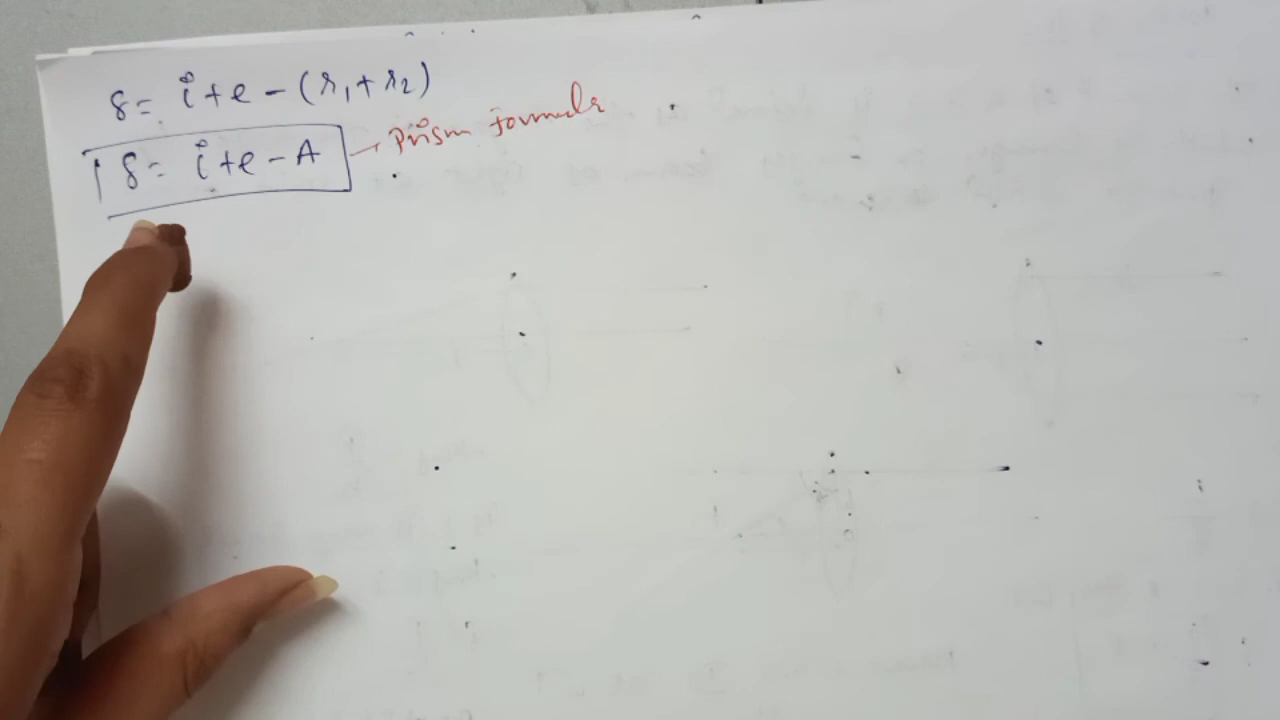 δ = i + e - (r₁ + r₂)
δ = i + e - A → Prism formula